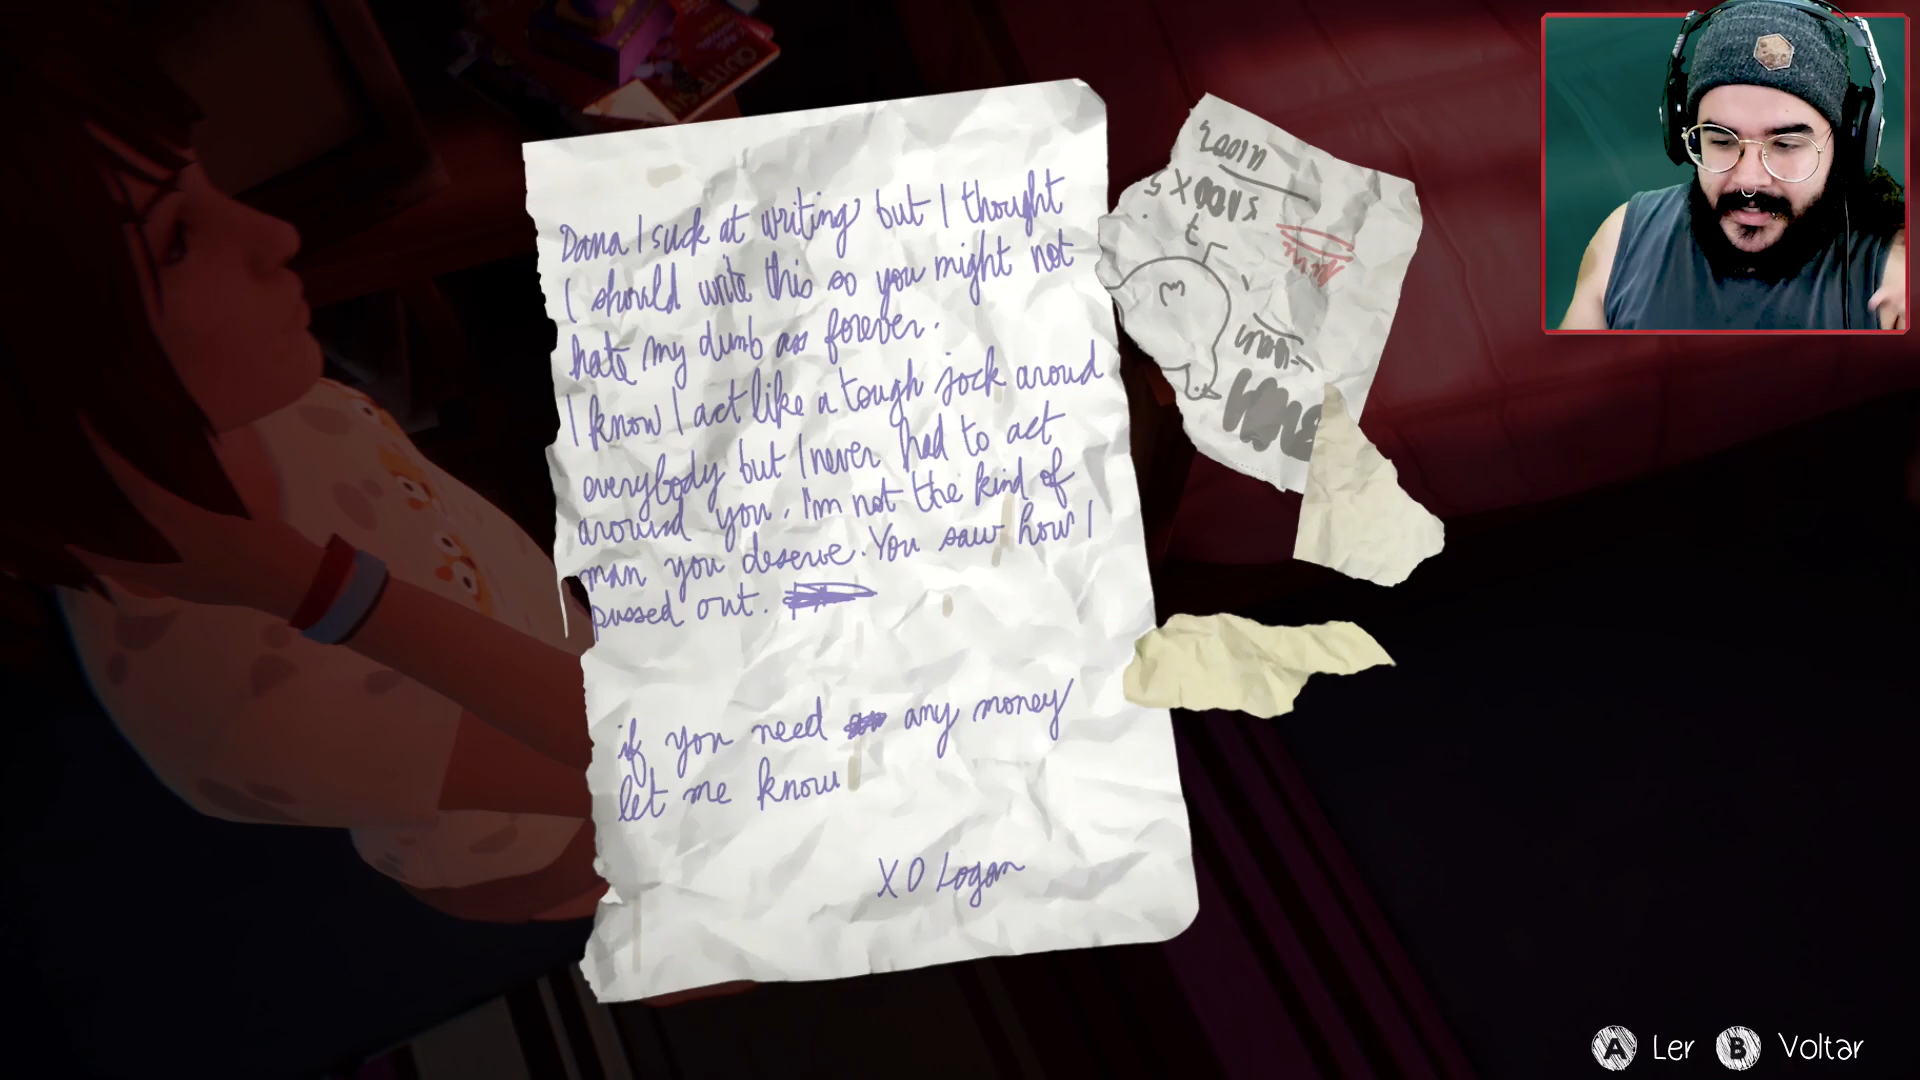 Dana I suck at writing but I thought
I should write this so you might not
hate my dumb ass forever.
I know I act like a tough jock aroud
everybody but I never had to act
around you. I'm not the kind of
man you deserve. You saw how I
pussed out.
if you need any money
let me know
XO Logan
room
A Ler B Voltar